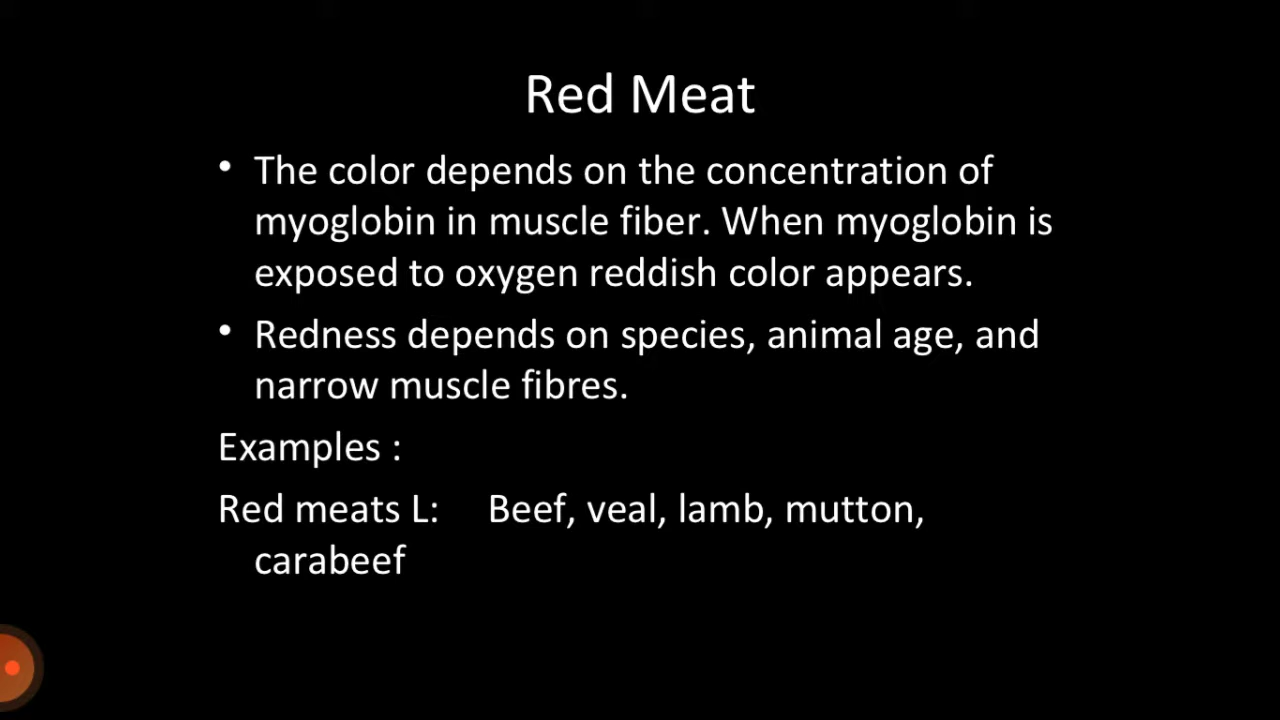 Red Meat
• The color depends on the concentration of
myoglobin in muscle fiber. When myoglobin is
exposed to oxygen reddish color appears.
• Redness depends on species, animal age, and
narrow muscle fibres.
Examples :
Red meats L: Beef, veal, lamb, mutton,
carabeef